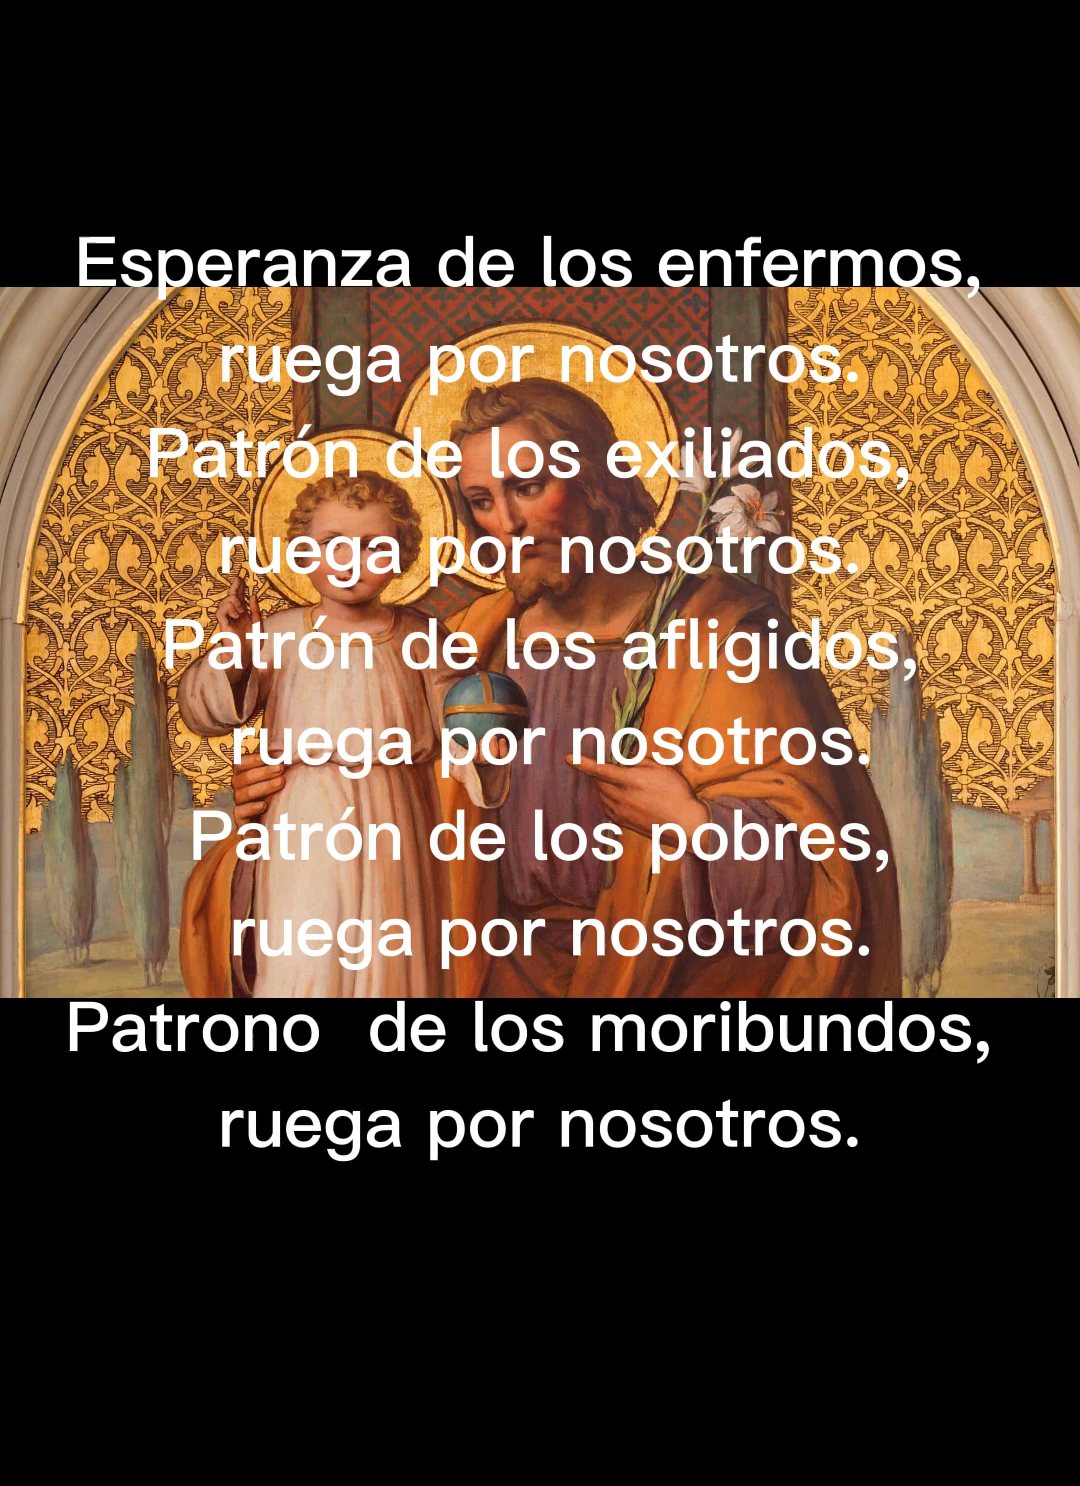 Esperanza de los enfermos,
ruega por nosotros.
Patrón de los exiliados,
ruega por nosotros.
Patrón de los afligidos,
ruega por nosotros.
Patrón de los pobres,
ruega por nosotros.
Patrono  de los moribundos,
ruega por nosotros.